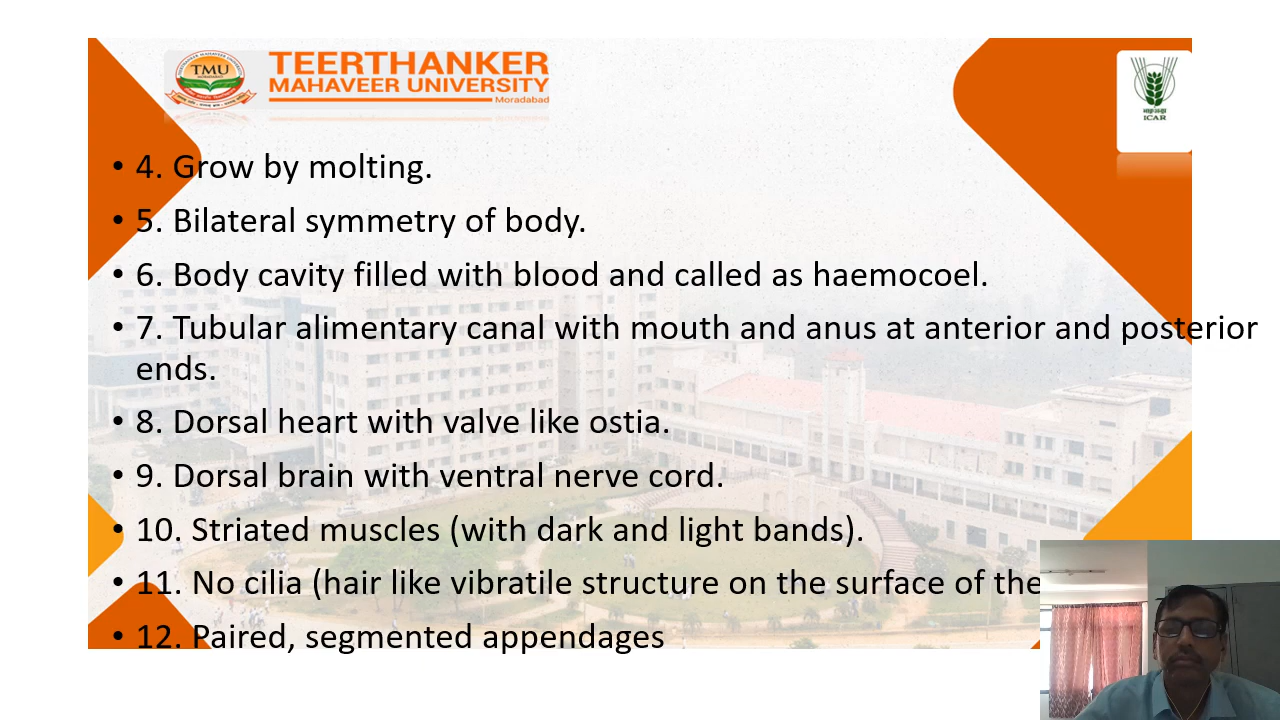 TMU
TEERTHANKER
MAHAVEER UNIVERSITY
Moradabad
ICAR
• 4. Grow by molting.
• 5. Bilateral symmetry of body.
• 6. Body cavity filled with blood and called as haemocoel.
• 7. Tubular alimentary canal with mouth and anus at anterior and posterior
ends.
• 8. Dorsal heart with valve like ostia.
• 9. Dorsal brain with ventral nerve cord.
• 10. Striated muscles (with dark and light bands).
• 11. No cilia (hair like vibratile structure on the surface of the
• 12. Paired, segmented appendages